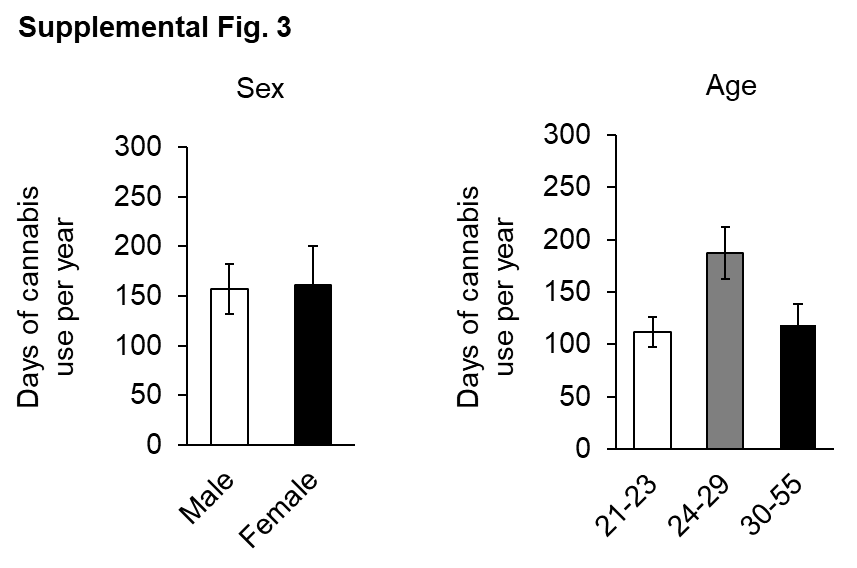 Supplemental Fig. 3
Sex
Days of cannabis
use per year
300
250
200
150
100
50
0
Male
Female
Age
Days of cannabis
use per year
300
250
200
150
100
50
0
21-23
24-29
30-55